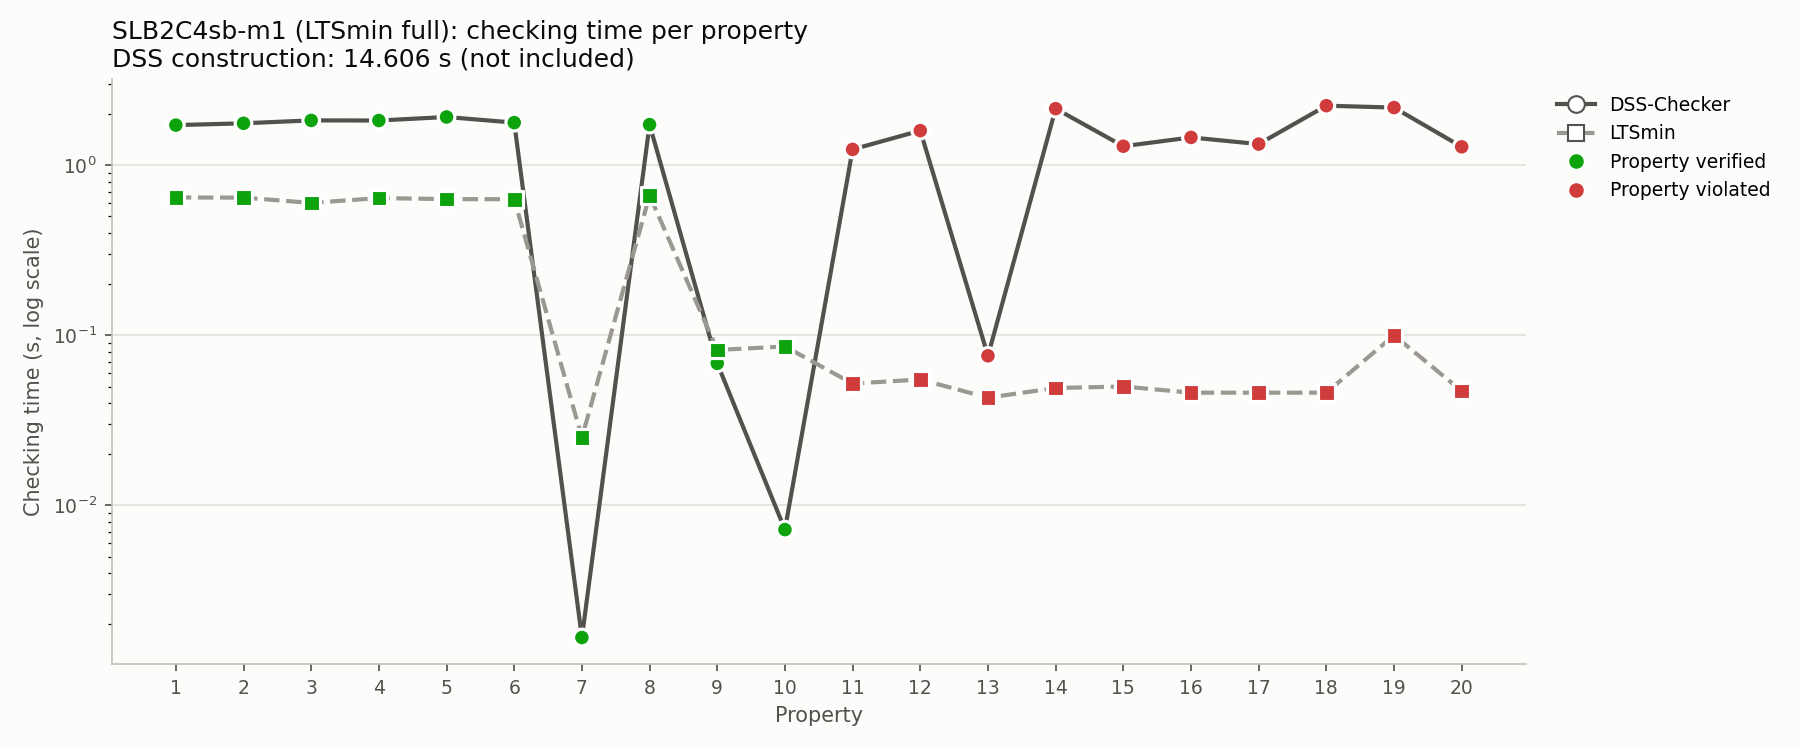 SLB2C4sb-m1 (LTSmin full): checking time per property
DSS construction: 14.606 s (not included)
DSS-Checker
LTSmin
Property verified
Property violated
Checking time (s, log scale)
10⁰
10⁻¹
10⁻²
1 2 3 4 5 6 7 8 9 10 11 12 13 14 15 16 17 18 19 20
Property